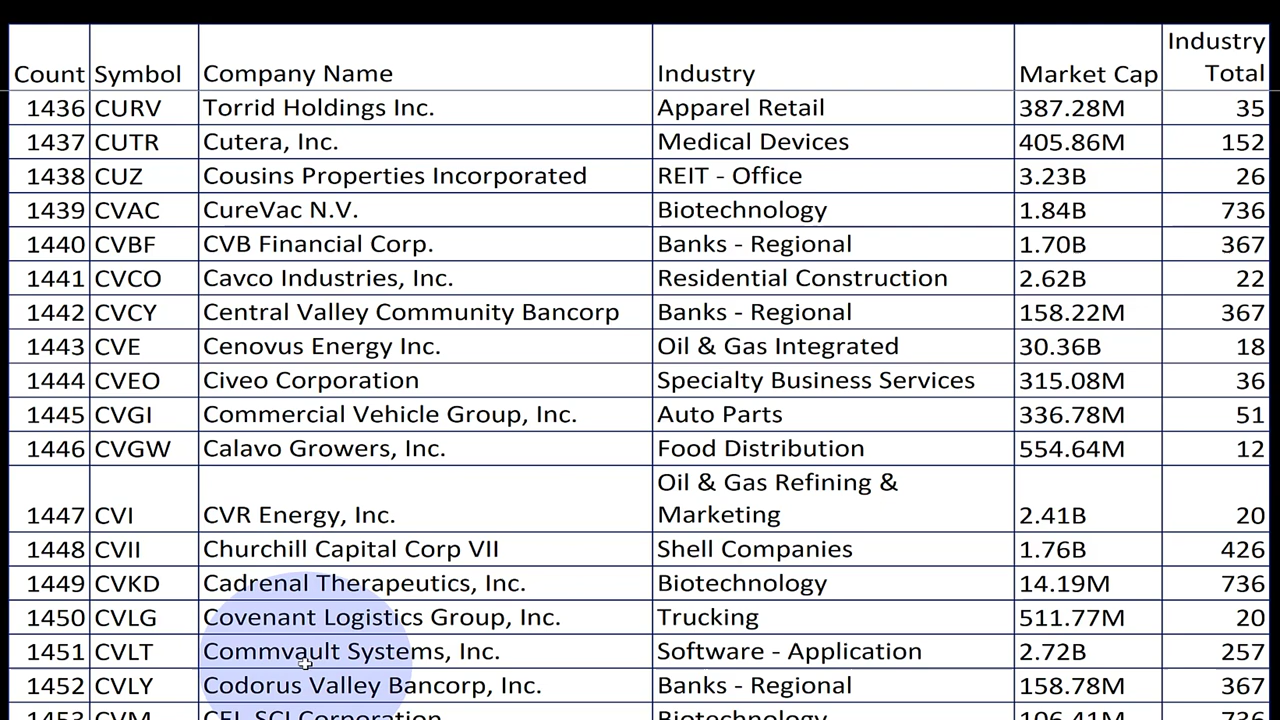 Count Symbol Company Name Industry Market Cap Industry Total
1436 CURV Torrid Holdings Inc. Apparel Retail 387.28M 35
1437 CUTR Cutera, Inc. Medical Devices 405.86M 152
1438 CUZ Cousins Properties Incorporated REIT - Office 3.23B 26
1439 CVAC CureVac N.V. Biotechnology 1.84B 736
1440 CVBF CVB Financial Corp. Banks - Regional 1.70B 367
1441 CVCO Cavco Industries, Inc. Residential Construction 2.62B 22
1442 CVCY Central Valley Community Bancorp Banks - Regional 158.22M 367
1443 CVE Cenovus Energy Inc. Oil & Gas Integrated 30.36B 18
1444 CVEO Civeo Corporation Specialty Business Services 315.08M 36
1445 CVGI Commercial Vehicle Group, Inc. Auto Parts 336.78M 51
1446 CVGW Calavo Growers, Inc. Food Distribution 554.64M 12
1447 CVI CVR Energy, Inc. Oil & Gas Refining & Marketing 2.41B 20
1448 CVII Churchill Capital Corp VII Shell Companies 1.76B 426
1449 CVKD Cadrenal Therapeutics, Inc. Biotechnology 14.19M 736
1450 CVLG Covenant Logistics Group, Inc. Trucking 511.77M 20
1451 CVLT Commvault Systems, Inc. Software - Application 2.72B 257
1452 CVLY Codorus Valley Bancorp, Inc. Banks - Regional 158.78M 367
1453 CVM CEL-SCI Corporation Biotechnology 106.41M 736